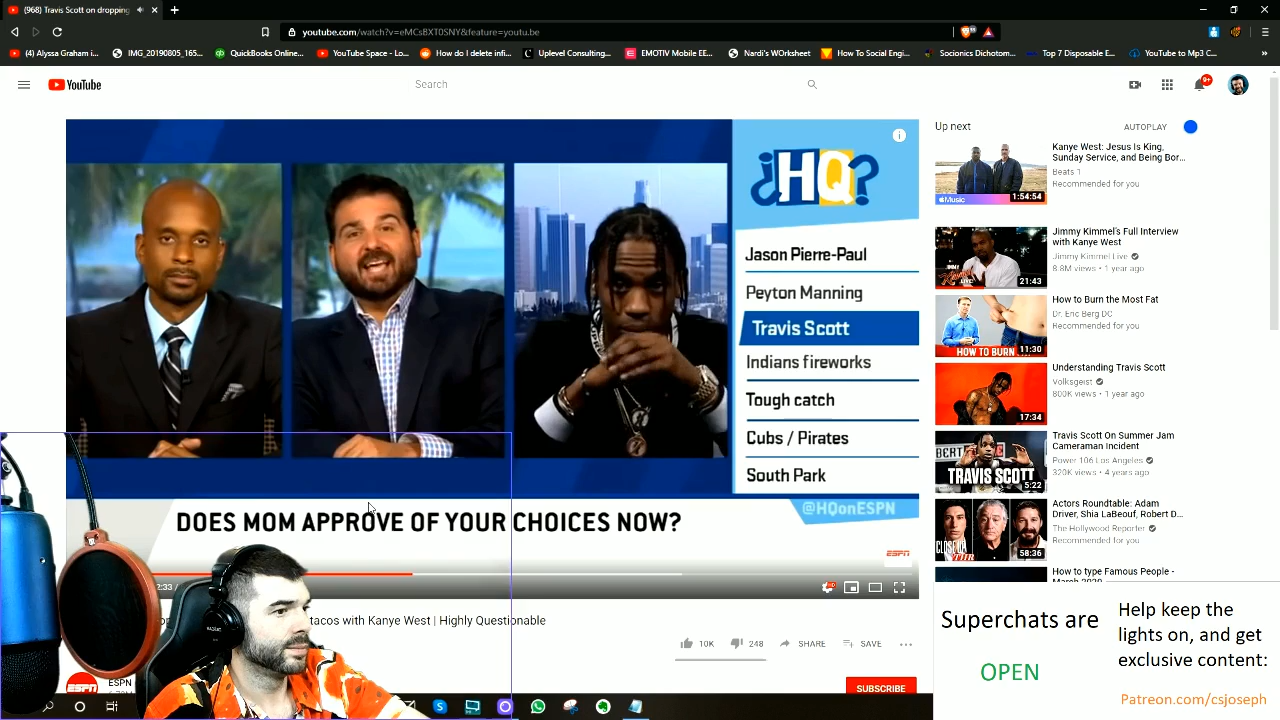 (968) Travis Scott on dropping
youtube.com/watch?v=eMCsBXT0SNY&feature=youtu.be
(4) Alyssa Graham i... IMG_20190805_165... QuickBooks Online... YouTube Space - Lo... How do I delete infi... Uplevel Consulting... EMOTIV Mobile EE... Nardi's WOrksheet How To Social Engi... Socionics Dichotom... Top 7 Disposable E... YouTube to Mp3 C...
YouTube
Search
9+
HQ
Jason Pierre-Paul
Peyton Manning
Travis Scott
Indians fireworks
Tough catch
Cubs / Pirates
South Park
@HQonESPN
DOES MOM APPROVE OF YOUR CHOICES NOW?
ESPN
2:33 /
tacos with Kanye West | Highly Questionable
10K 248 SHARE SAVE
ESPN
SUBSCRIBE
Up next AUTOPLAY
Kanye West: Jesus Is King,
Sunday Service, and Being Bor...
Beats 1
Recommended for you
Music 1:54:54
Jimmy Kimmel's Full Interview
with Kanye West
Jimmy Kimmel Live
8.8M views • 1 year ago
21:43
How to Burn the Most Fat
Dr. Eric Berg DC
Recommended for you
11:30
HOW TO BURN
Understanding Travis Scott
Volksgeist
800K views • 1 year ago
17:34
Travis Scott On Summer Jam
Cameraman Incident
Power 106 Los Angeles
320K views • 4 years ago
TRAVIS SCOTT
5:22
Actors Roundtable: Adam
Driver, Shia LaBeouf, Robert D...
The Hollywood Reporter
Recommended for you
CLOSE UP
58:36
How to type Famous People -
Superchats are
OPEN
Help keep the
lights on, and get
exclusive content:
Patreon.com/csjoseph